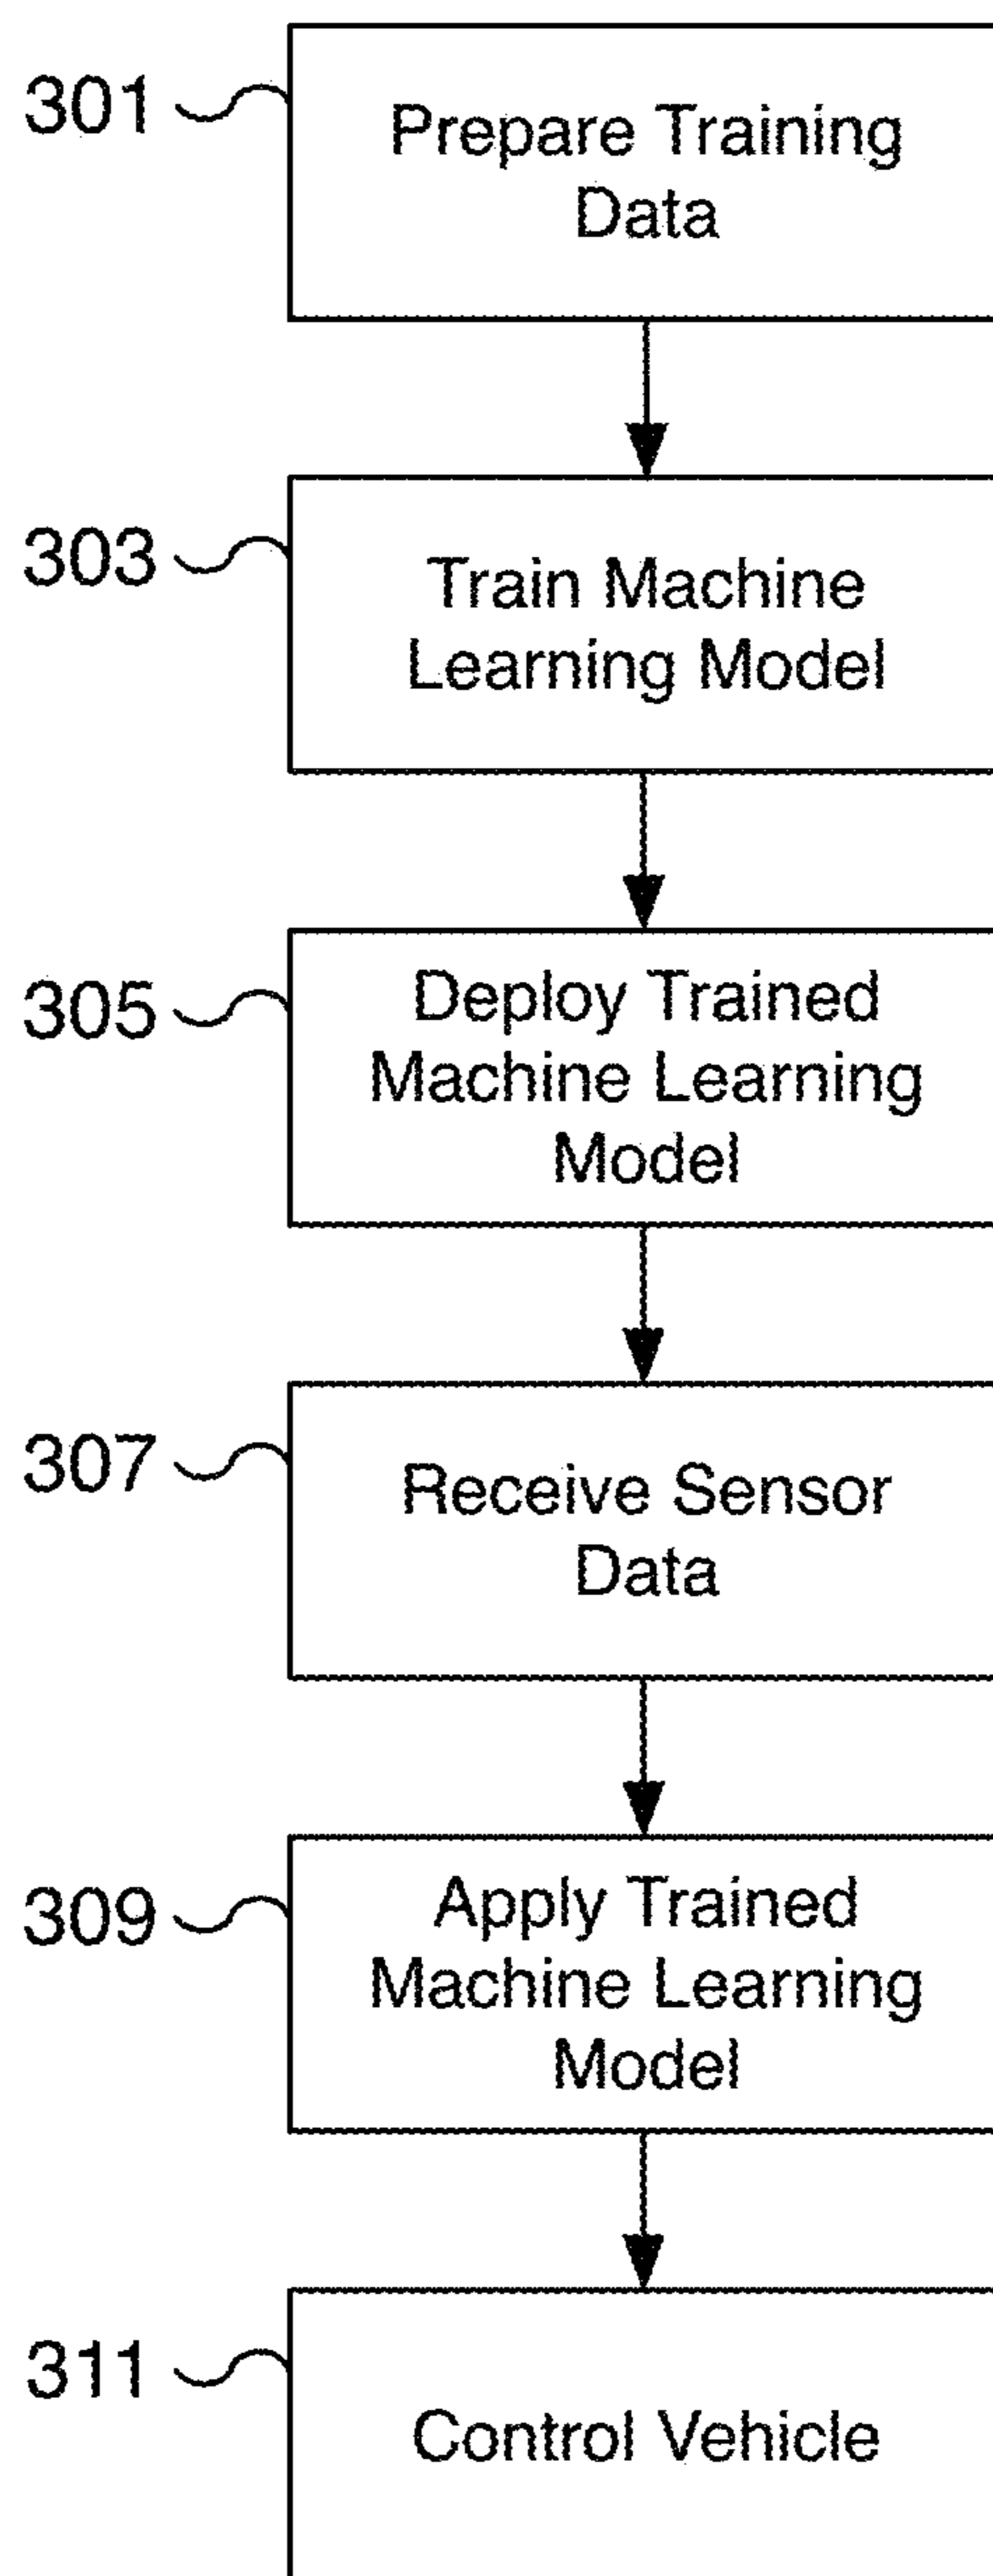 301
Prepare Training
Data
303
Train Machine
Learning Model
305
Deploy Trained
Machine Learning
Model
307
Receive Sensor
Data
309
Apply Trained
Machine Learning
Model
311
Control Vehicle